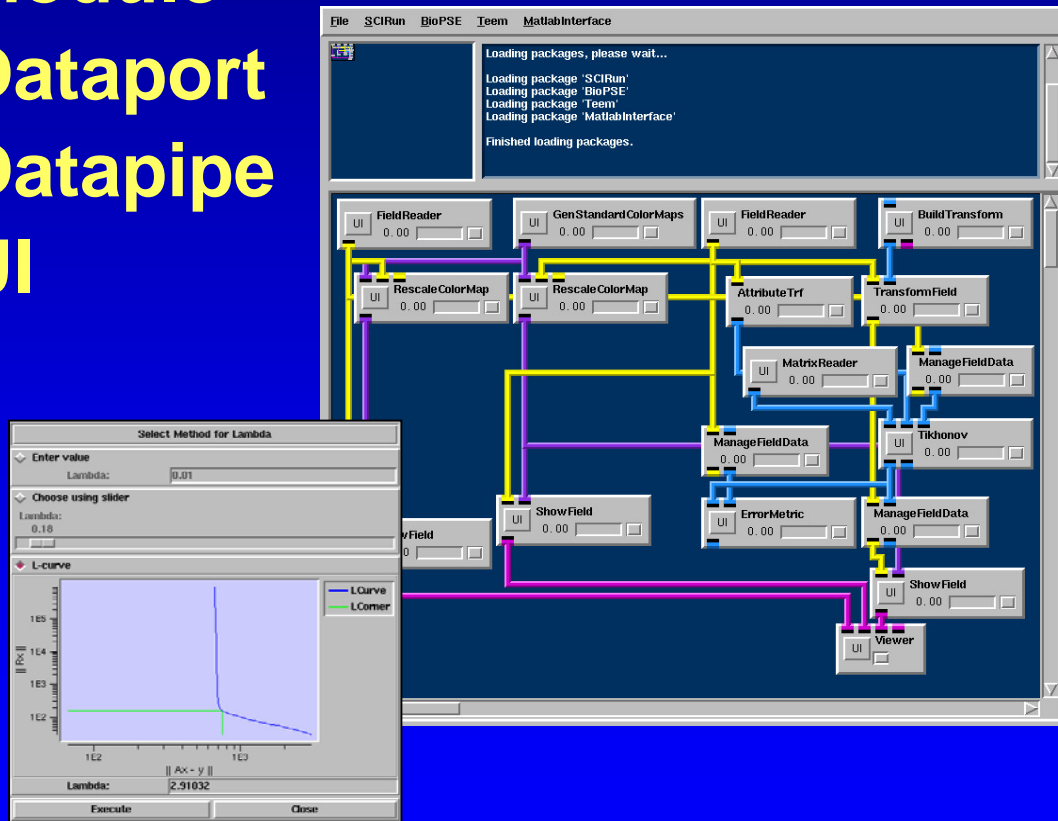 Module
Dataport
Datapipe
UI
File SCIRun BioPSE Teem MatlabInterface
Loading packages, please wait...
Loading package 'SCIRun'
Loading package 'BioPSE'
Loading package 'Teem'
Loading package 'MatlabInterface'
Finished loading packages.
UI FieldReader
0.00
UI GenStandardColorMaps
0.00
UI FieldReader
0.00
UI BuildTransform
0.00
UI RescaleColorMap
0.00
UI RescaleColorMap
0.00
AttributeTrf
0.00
TransformField
0.00
UI MatrixReader
0.00
ManageFieldData
0.00
ManageFieldData
0.00
UI Tikhonov
0.00
wField
0
UI ShowField
0.00
UI ErrorMetric
0.00
ManageFieldData
0.00
UI ShowField
0.00
UI Viewer
Select Method for Lambda
Enter value
Lambda: 0.01
Choose using slider
Lambda:
0.18
L-curve
LCurve
LCorner
|| Rx ||
1E5
1E4
1E3
1E2
1E2 1E3
|| Ax - y ||
Lambda: 2.91032
Execute Close